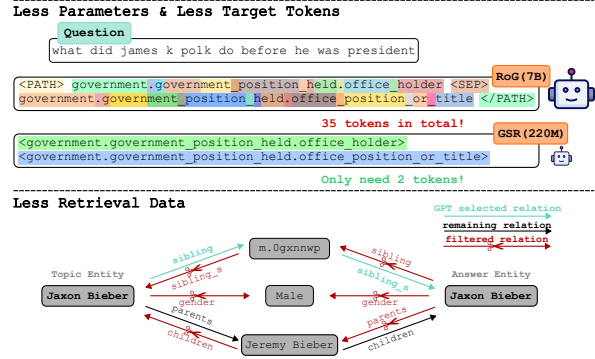 Less Parameters & Less Target Tokens
Question
what did james k polk do before he was president
RoG(7B)
<PATH> government.government_position_held.office_holder <SEP>
government.government_position_held.office_position_or_title </PATH>
35 tokens in total!
GSR(220M)
<government.government_position_held.office_holder>
<government.government_position_held.office_position_or_title>
Only need 2 tokens!
Less Retrieval Data
GPT selected relation
remaining relation
filtered relation
sibling
sibling_s
m.0gxnnwp
sibling
sibling_s
Topic Entity
Answer Entity
Jaxon Bieber
gender
Male
gender
Jaxon Bieber
parents
children
Jeremy Bieber
parents
children